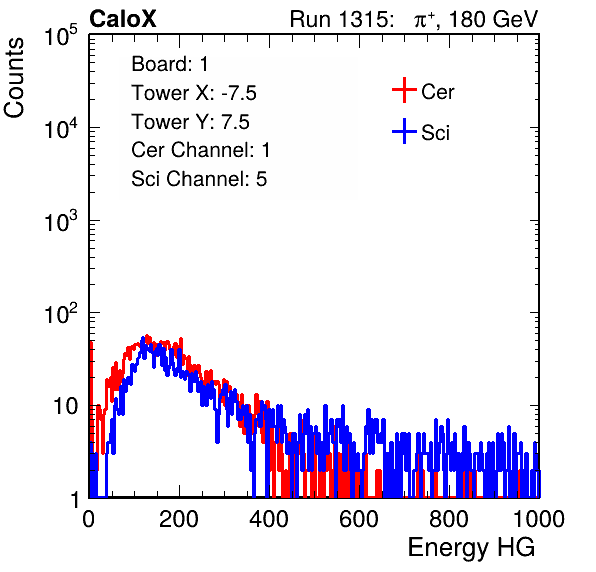 CaloX Run 1315: π⁺, 180 GeV
Counts
10⁵
10⁴
10³
10²
10
1
Board: 1
Tower X: -7.5
Tower Y: 7.5
Cer Channel: 1
Sci Channel: 5
Cer
Sci
0 200 400 600 800 1000
Energy HG